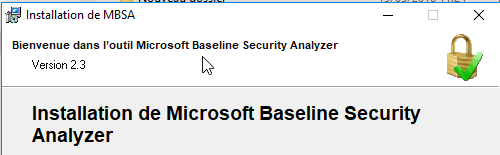 Installation de MBSA
Bienvenue dans l'outil Microsoft Baseline Security Analyzer
Version 2.3
Installation de Microsoft Baseline Security
Analyzer